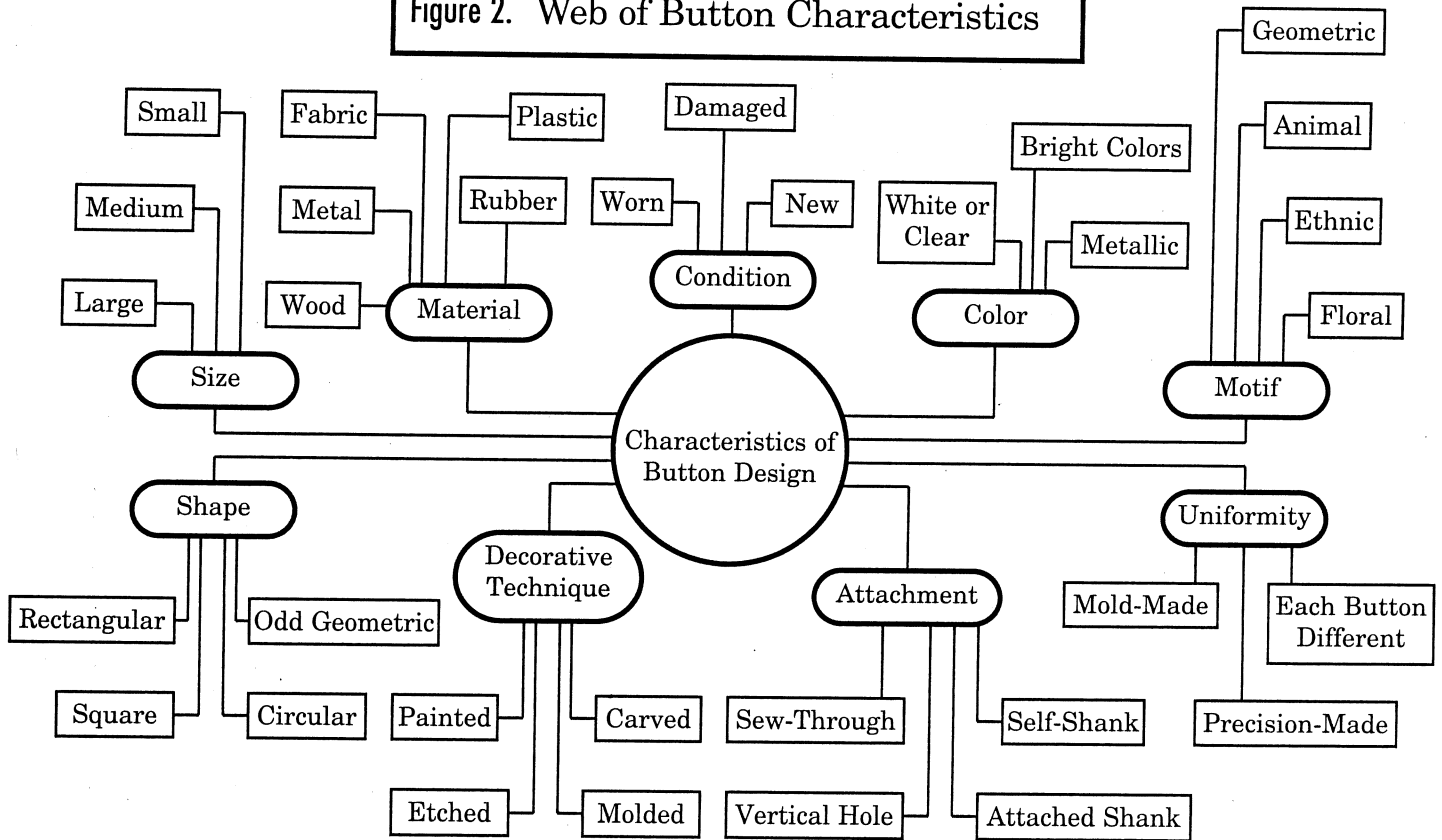 Figure 2. Web of Button Characteristics
Geometric
Small
Fabric
Plastic
Damaged
Animal
Bright Colors
Medium
Metal
Rubber
Worn
New
White or
Clear
Ethnic
Metallic
Large
Wood
Material
Condition
Color
Floral
Size
Motif
Characteristics of
Button Design
Shape
Decorative
Technique
Attachment
Uniformity
Rectangular
Odd Geometric
Mold-Made
Each Button
Different
Square
Circular
Painted
Carved
Sew-Through
Self-Shank
Precision-Made
Etched
Molded
Vertical Hole
Attached Shank